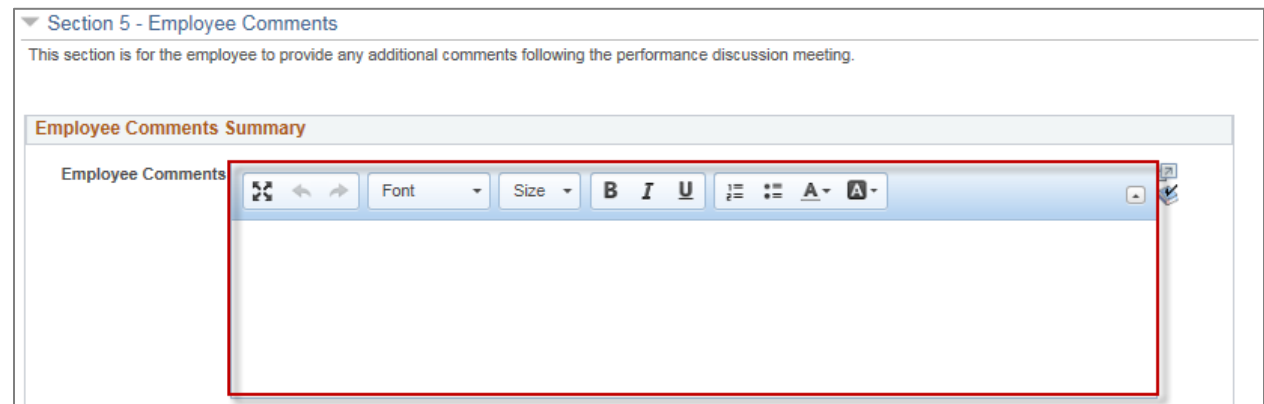 Section 5 - Employee Comments
This section is for the employee to provide any additional comments following the performance discussion meeting.
Employee Comments Summary
Employee Comments
Font Size B I U A A